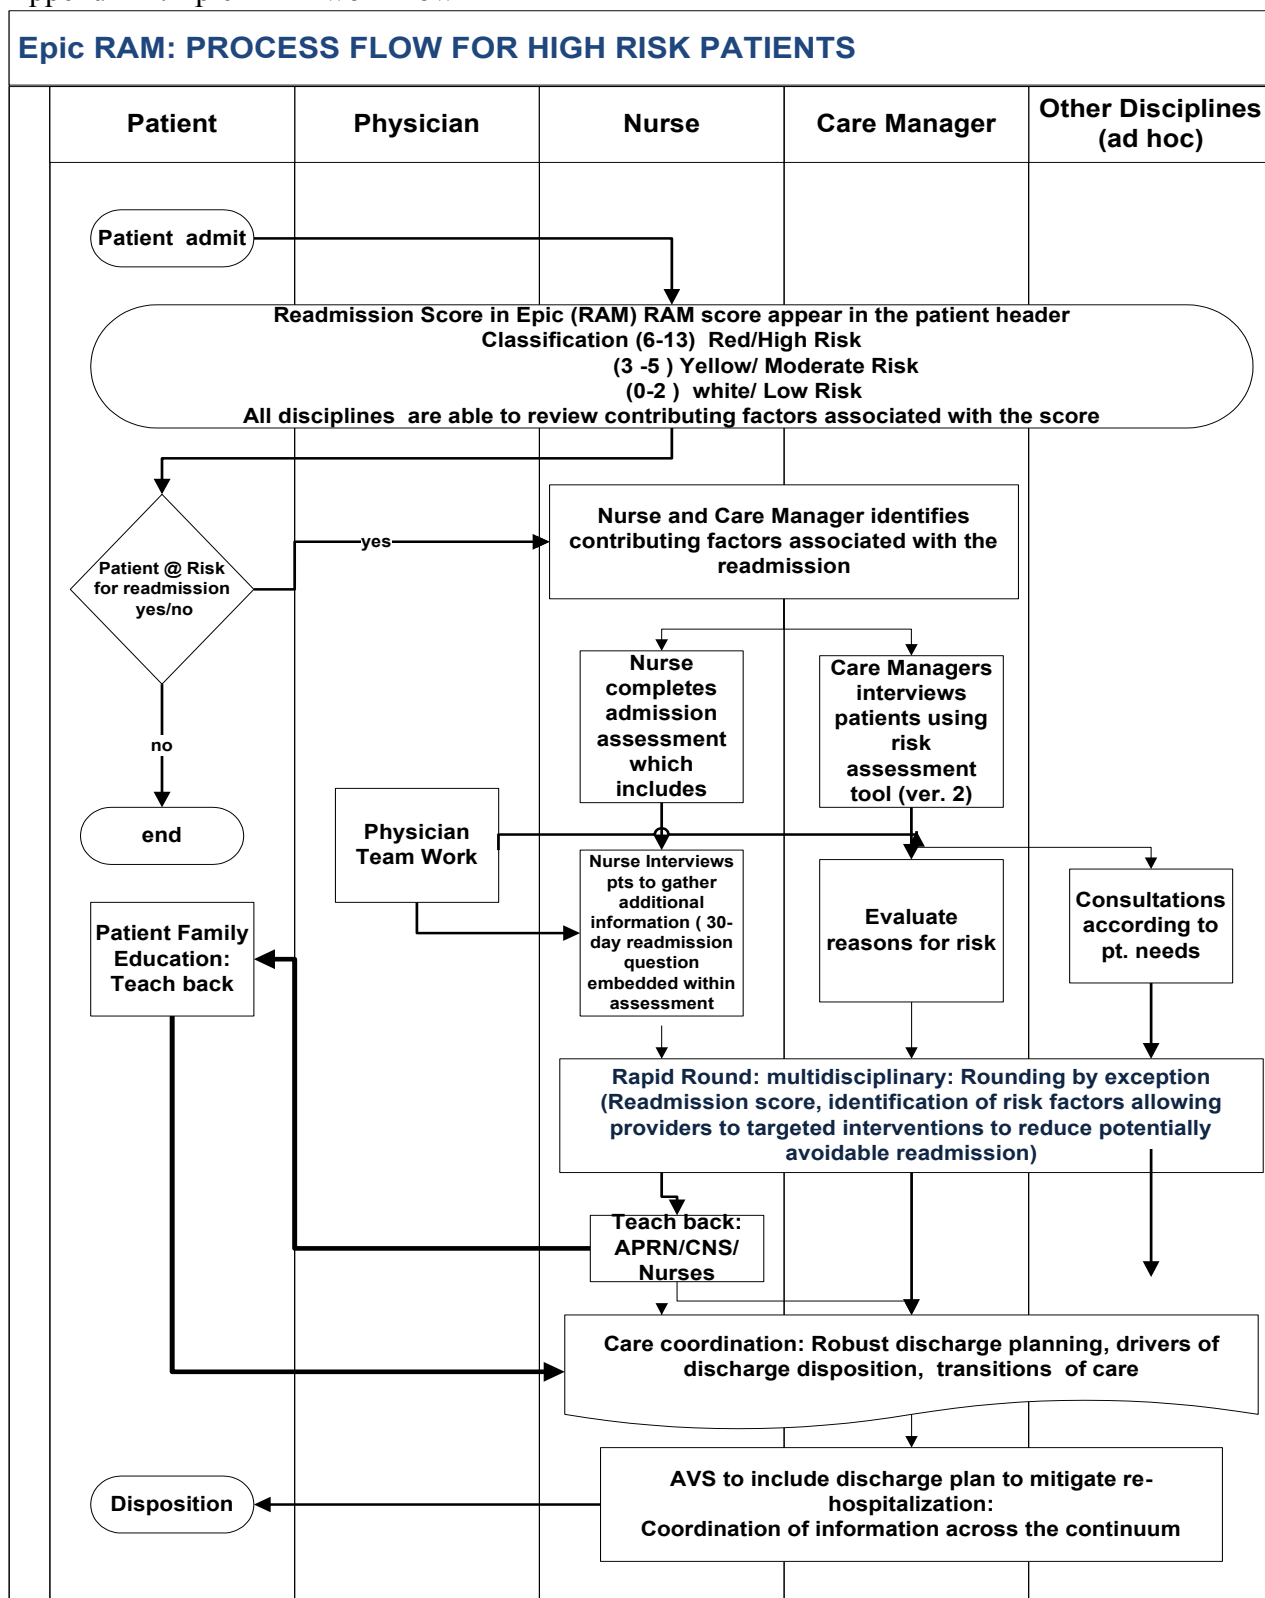 Epic RAM: PROCESS FLOW FOR HIGH RISK PATIENTS
Patient
Physician
Nurse
Care Manager
Other Disciplines
(ad hoc)
Patient admit
Readmission Score in Epic (RAM) RAM score appear in the patient header
Classification (6-13) Red/High Risk
(3 -5 ) Yellow/ Moderate Risk
(0-2 ) white/ Low Risk
All disciplines are able to review contributing factors associated with the score
Patient @ Risk
for readmission
yes/no
yes
Nurse and Care Manager identifies
contributing factors associated with the
readmission
no
end
Nurse
completes
admission
assessment
which
includes
Care Managers
interviews
patients using
risk
assessment
tool (ver. 2)
Physician
Team Work
Nurse Interviews
pts to gather
additional
information ( 30-
day readmission
question
embedded within
assessment
Evaluate
reasons for risk
Consultations
according to
pt. needs
Patient Family
Education:
Teach back
Rapid Round: multidisciplinary: Rounding by exception
(Readmission score, identification of risk factors allowing
providers to targeted interventions to reduce potentially
avoidable readmission)
Teach back:
APRN/CNS/
Nurses
Care coordination: Robust discharge planning, drivers of
discharge disposition, transitions of care
AVS to include discharge plan to mitigate re-
hospitalization:
Coordination of information across the continuum
Disposition